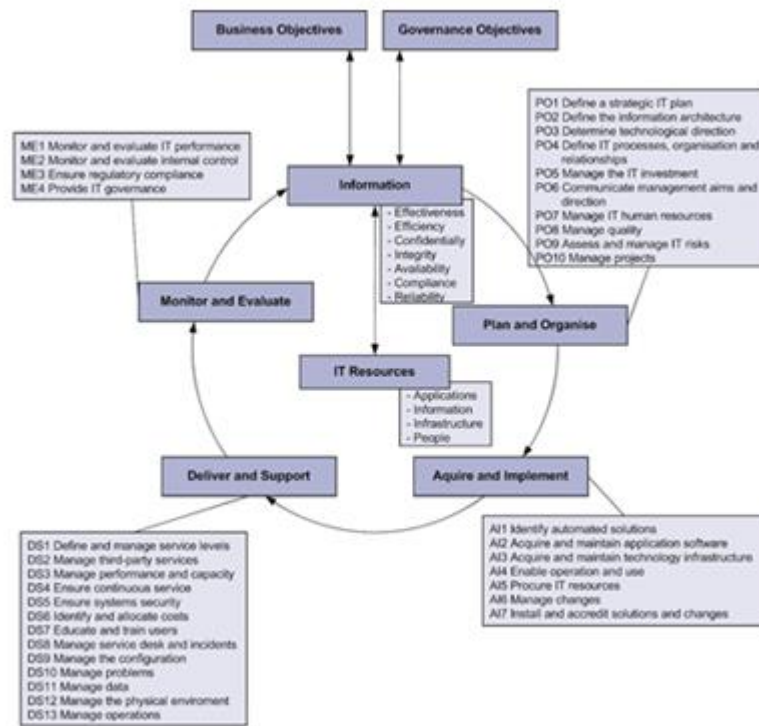 Business Objectives
Governance Objectives
PO1 Define a strategic IT plan
PO2 Define the information architecture
PO3 Determine technological direction
PO4 Define IT processes, organisation and
relationships
PO5 Manage the IT investment
PO6 Communicate management aims and
direction
PO7 Manage IT human resources
PO8 Manage quality
PO9 Assess and manage IT risks
PO10 Manage projects
ME1 Monitor and evaluate IT performance
ME2 Monitor and evaluate internal control
ME3 Ensure regulatory compliance
ME4 Provide IT governance
Information
- Effectiveness
- Efficiency
- Confidentially
- Integrity
- Availability
- Compliance
- Reliability
Monitor and Evaluate
Plan and Organise
IT Resources
- Applications
- Information
- Infrastructure
- People
Deliver and Support
Aquire and Implement
DS1 Define and manage service levels
DS2 Manage third-party services
DS3 Manage performance and capacity
DS4 Ensure continuous service
DS5 Ensure systems security
DS6 Identify and allocate costs
DS7 Educate and train users
DS8 Manage service desk and incidents
DS9 Manage the configuration
DS10 Manage problems
DS11 Manage data
DS12 Manage the physical enviroment
DS13 Manage operations
AI1 Identify automated solutions
AI2 Acquire and maintain application software
AI3 Acquire and maintain technology infrastructure
AI4 Enable operation and use
AI5 Procure IT resources
AI6 Manage changes
AI7 Install and accredit solutions and changes